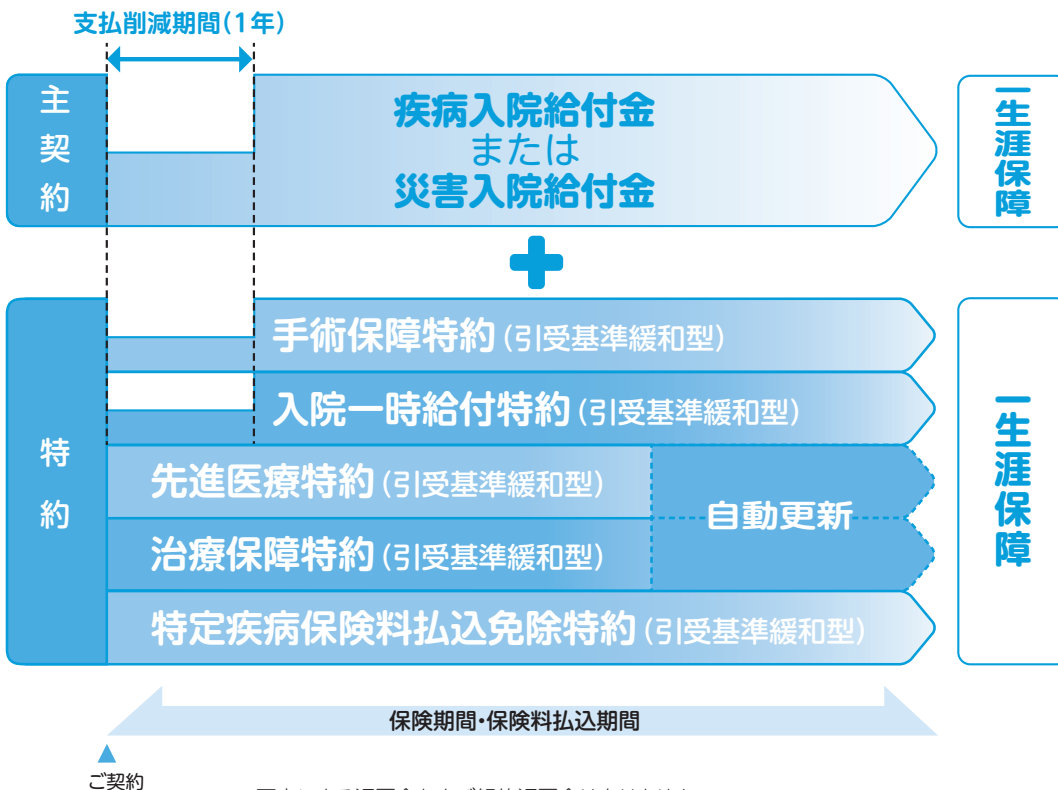 支払削減期間(1年)
主契約
疾病入院給付金
または
災害入院給付金
一生涯保障
特約
手術保障特約(引受基準緩和型)
入院一時給付特約(引受基準緩和型)
先進医療特約(引受基準緩和型)
治療保障特約(引受基準緩和型)
自動更新
特定疾病保険料払込免除特約(引受基準緩和型)
一生涯保障
保険期間・保険料払込期間
ご契約